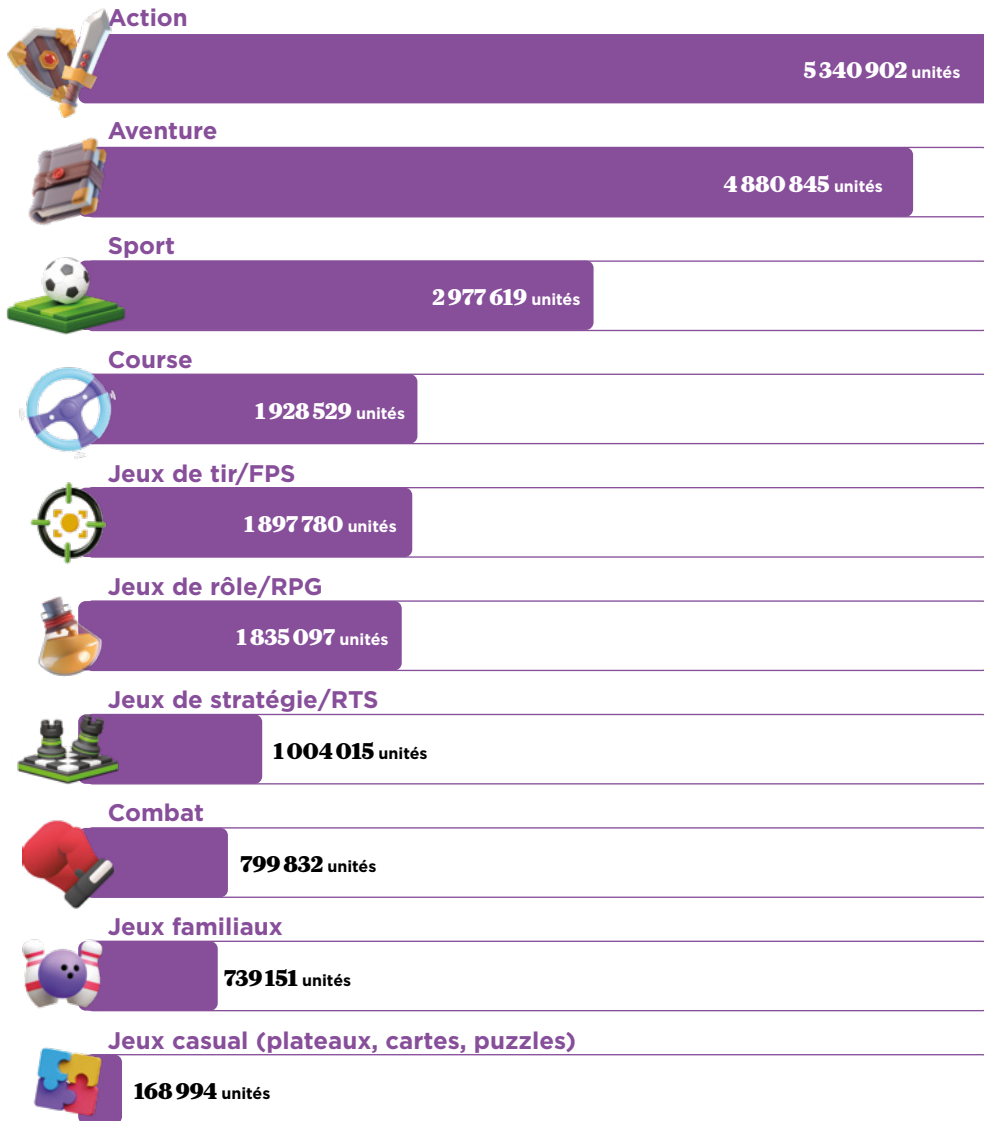 Action
5 340 902 unités
Aventure
4 880 845 unités
Sport
2 977 619 unités
Course
1 928 529 unités
Jeux de tir/FPS
1 897 780 unités
Jeux de rôle/RPG
1 835 097 unités
Jeux de stratégie/RTS
1 004 015 unités
Combat
799 832 unités
Jeux familiaux
739 151 unités
Jeux casual (plateaux, cartes, puzzles)
168 994 unités